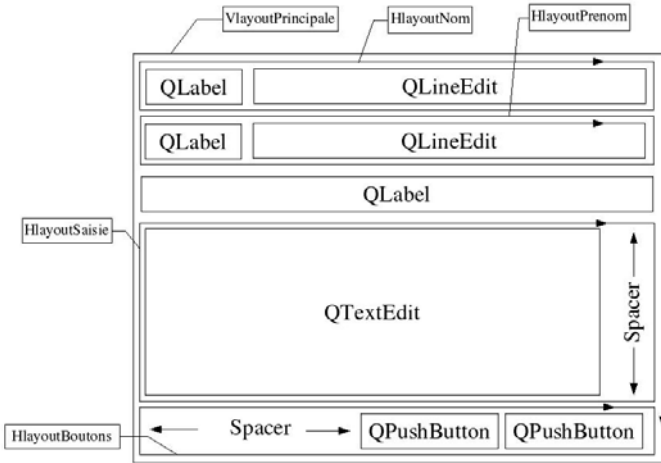 VlayoutPrincipale
HlayoutNom
HlayoutPrenom
QLabel
QLineEdit
QLabel
QLineEdit
QLabel
HlayoutSaisie
QTextEdit
Spacer
HlayoutBoutons
Spacer
QPushButton
QPushButton